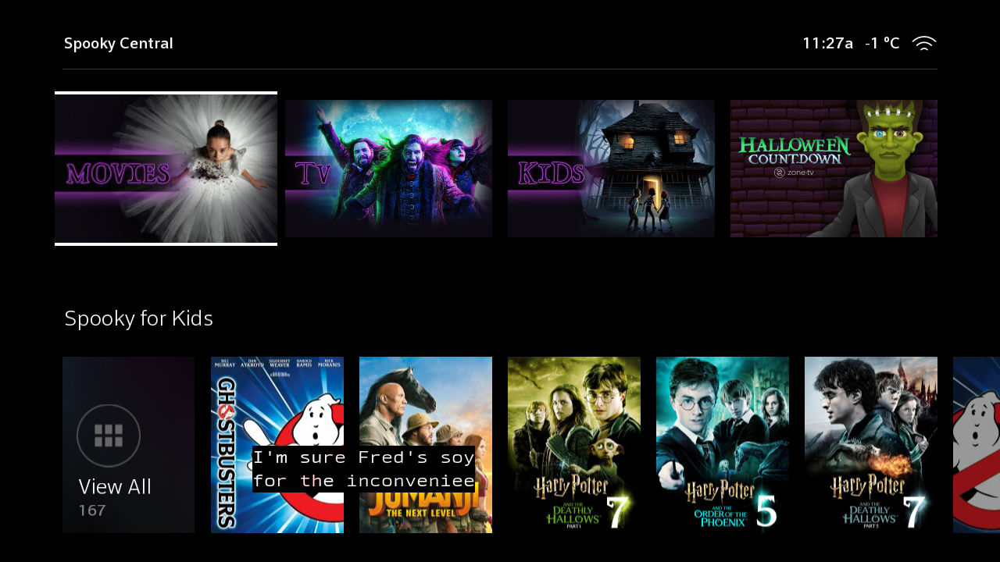 Spooky Central
11:27a -1 °C
MOVIES
TV
KIDS
HALLOWEEN
COUNTDOWN
zone·tv
Spooky for Kids
View All
167
BILL MURRAY DAN AYKROYD SIGOURNEY WEAVER HAROLD RAMIS RICK MORANIS
GHOSTBUSTERS
I'm sure Fred's soy
for the inconveniee
JUMANJI
THE NEXT LEVEL
Harry Potter
AND THE
DEATHLY
HALLOWS
PART 1
7
Harry Potter
AND THE
ORDER OF THE
PHOENIX
5
Harry Potter
AND THE
DEATHLY
HALLOWS
PART 2
7